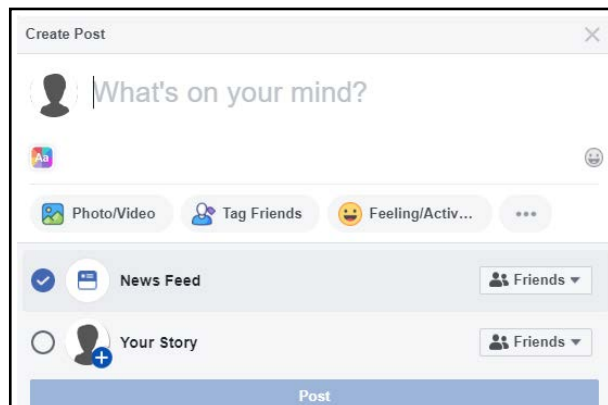 Create Post
What's on your mind?
Aa
Photo/Video Tag Friends Feeling/Activ...
News Feed Friends
Your Story Friends
Post